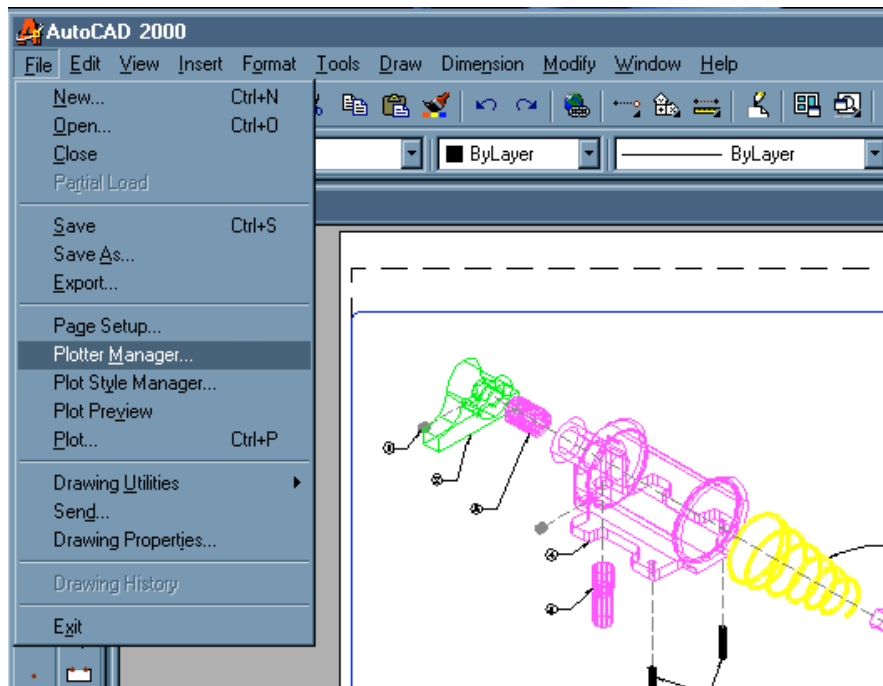 AutoCAD 2000
File Edit View Insert Format Tools Draw Dimension Modify Window Help
New... Ctrl+N
Open... Ctrl+O
Close
Partial Load
ByLayer ByLayer
Save Ctrl+S
Save As...
Export...
Page Setup...
Plotter Manager...
Plot Style Manager...
Plot Preview
Plot... Ctrl+P
Drawing Utilities
Send...
Drawing Properties...
Drawing History
Exit